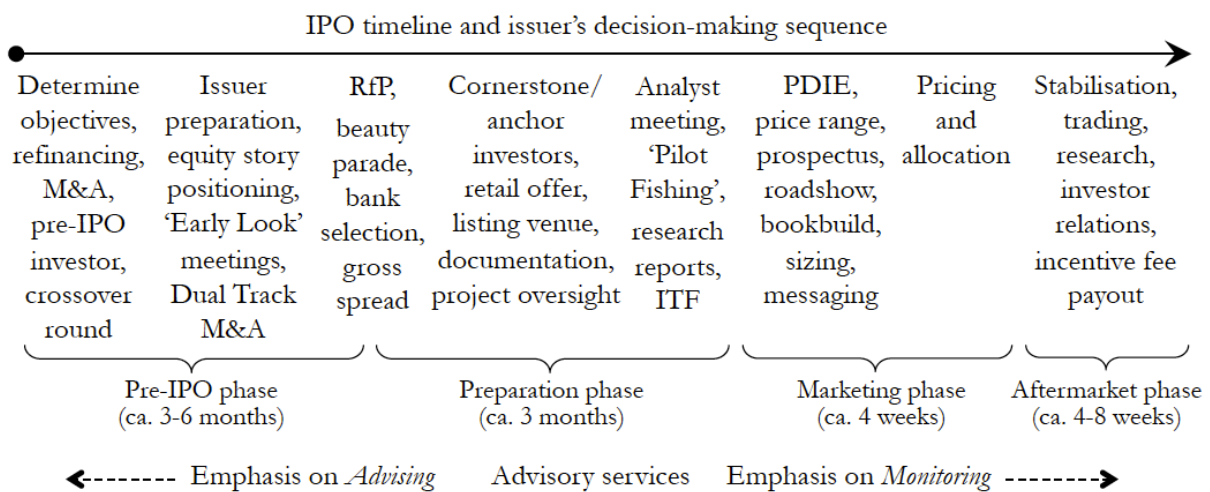 IPO timeline and issuer’s decision-making sequence
Determine
objectives,
refinancing,
M&A,
pre-IPO
investor,
crossover
round
Issuer
preparation,
equity story
positioning,
‘Early Look’
meetings,
Dual Track
M&A
RfP,
beauty
parade,
bank
selection,
gross
spread
Cornerstone/
anchor
investors,
retail offer,
listing venue,
documentation,
project oversight
Analyst
meeting,
‘Pilot
Fishing’,
research
reports,
ITF
PDIE,
price range,
prospectus,
roadshow,
bookbuild,
sizing,
messaging
Pricing
and
allocation
Stabilisation,
trading,
research,
investor
relations,
incentive fee
payout
Pre-IPO phase
(ca. 3-6 months)
Preparation phase
(ca. 3 months)
Marketing phase
(ca. 4 weeks)
Aftermarket phase
(ca. 4-8 weeks)
Emphasis on Advising
Advisory services
Emphasis on Monitoring